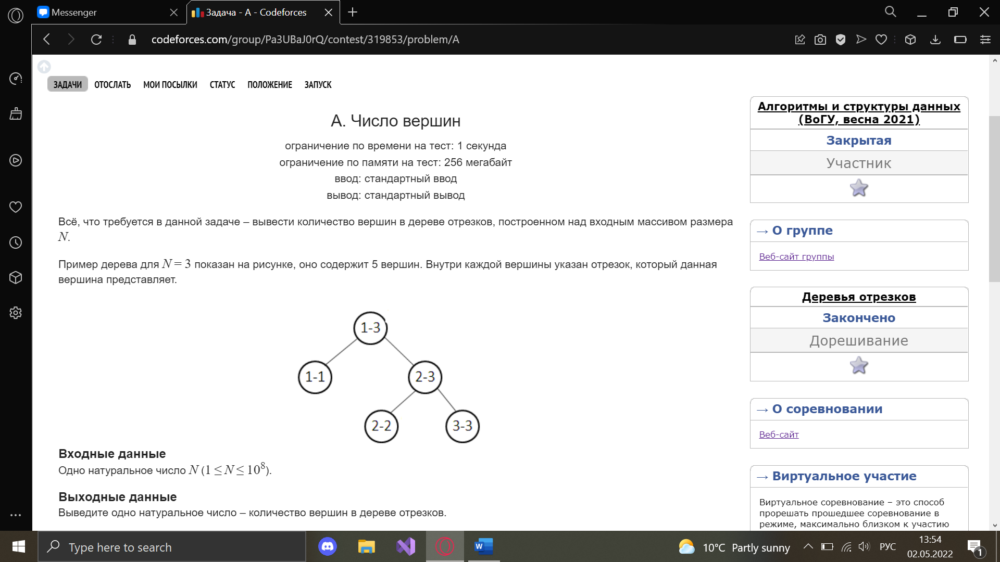 Messenger
Задача - A - Codeforces
codeforces.com/group/Pa3UBaJ0rQ/contest/319853/problem/A
ЗАДАЧИ ОТОСЛАТЬ МОИ ПОСЫЛКИ СТАТУС ПОЛОЖЕНИЕ ЗАПУСК
A. Число вершин
ограничение по времени на тест: 1 секунда
ограничение по памяти на тест: 256 мегабайт
ввод: стандартный ввод
вывод: стандартный вывод
Всё, что требуется в данной задаче – вывести количество вершин в дереве отрезков, построенном над входным массивом размера
N.
Пример дерева для N = 3 показан на рисунке, оно содержит 5 вершин. Внутри каждой вершины указан отрезок, который данная
вершина представляет.
1-3
1-1 2-3
2-2 3-3
Входные данные
Одно натуральное число N (1 ≤ N ≤ 10⁸).
Выходные данные
Выведите одно натуральное число – количество вершин в дереве отрезков.
Алгоритмы и структуры данных
(ВоГУ, весна 2021)
Закрытая
Участник
→ О группе
Веб-сайт группы
Деревья отрезков
Закончено
Дорешивание
→ О соревновании
Веб-сайт
→ Виртуальное участие
Виртуальное соревнование – это способ
прорешать прошедшее соревнование в
режиме, максимально близком к участию
Type here to search
W
10°C Partly sunny
РУС
13:54
02.05.2022
1